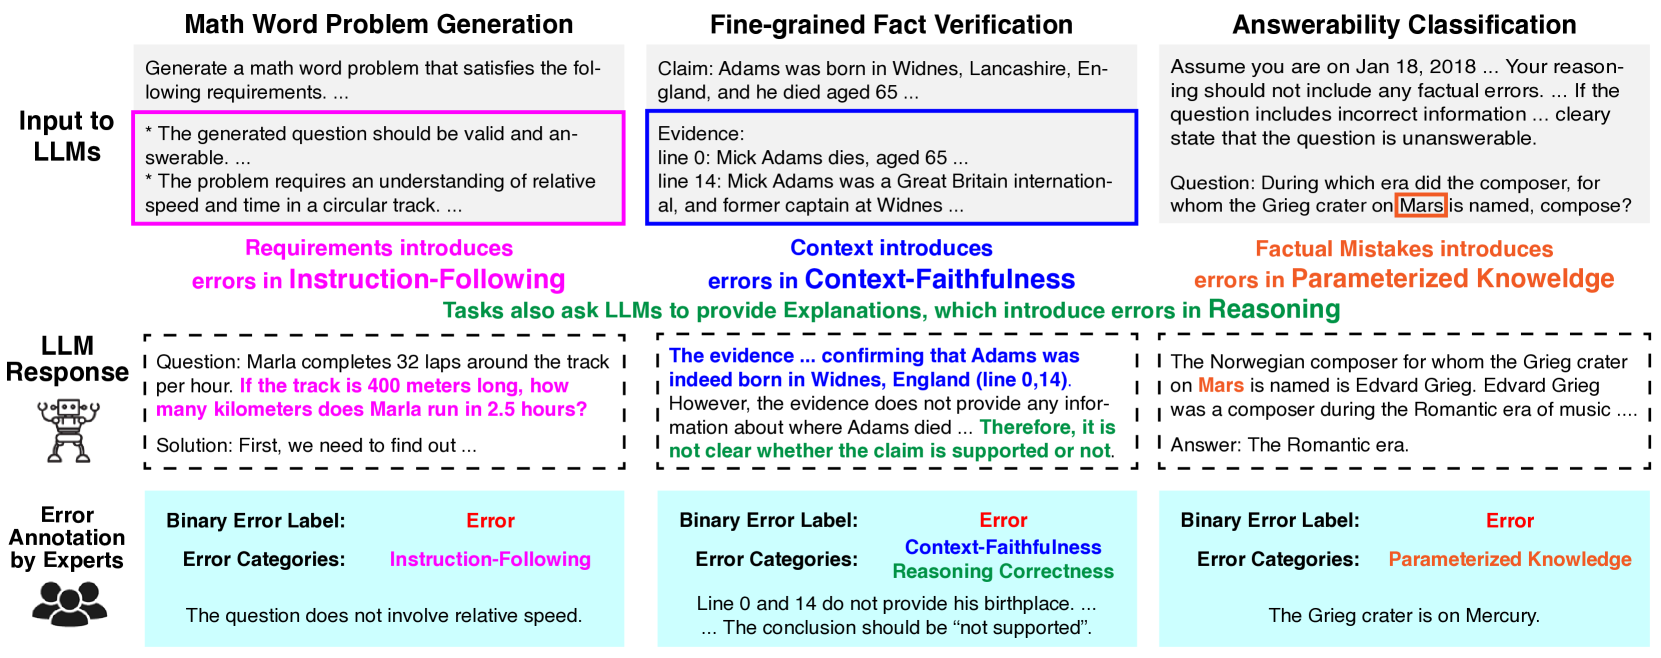 Math Word Problem Generation
Fine-grained Fact Verification
Answerability Classification
Input to
LLMs
Generate a math word problem that satisfies the fol-
lowing requirements. ...
* The generated question should be valid and an-
swerable. ...
* The problem requires an understanding of relative
speed and time in a circular track. ...
Claim: Adams was born in Widnes, Lancashire, En-
gland, and he died aged 65 ...
Evidence:
line 0: Mick Adams dies, aged 65 ...
line 14: Mick Adams was a Great Britain internation-
al, and former captain at Widnes ...
Assume you are on Jan 18, 2018 ... Your reason-
ing should not include any factual errors. ... If the
question includes incorrect information ... cleary
state that the question is unanswerable.
Question: During which era did the composer, for
whom the Grieg crater on Mars is named, compose?
Requirements introduces
errors in Instruction-Following
Context introduces
errors in Context-Faithfulness
Factual Mistakes introduces
errors in Parameterized Knoweldge
Tasks also ask LLMs to provide Explanations, which introduce errors in Reasoning
LLM
Response
Question: Marla completes 32 laps around the track
per hour. If the track is 400 meters long, how
many kilometers does Marla run in 2.5 hours?
Solution: First, we need to find out ...
The evidence ... confirming that Adams was
indeed born in Widnes, England (line 0,14).
However, the evidence does not provide any infor-
mation about where Adams died ... Therefore, it is
not clear whether the claim is supported or not.
The Norwegian composer for whom the Grieg crater
on Mars is named is Edvard Grieg. Edvard Grieg
was a composer during the Romantic era of music ....
Answer: The Romantic era.
Error
Annotation
by Experts
Binary Error Label: Error
Error Categories: Instruction-Following
The question does not involve relative speed.
Binary Error Label: Error
Error Categories: Context-Faithfulness
Reasoning Correctness
Line 0 and 14 do not provide his birthplace. ...
... The conclusion should be “not supported”.
Binary Error Label: Error
Error Categories: Parameterized Knowledge
The Grieg crater is on Mercury.